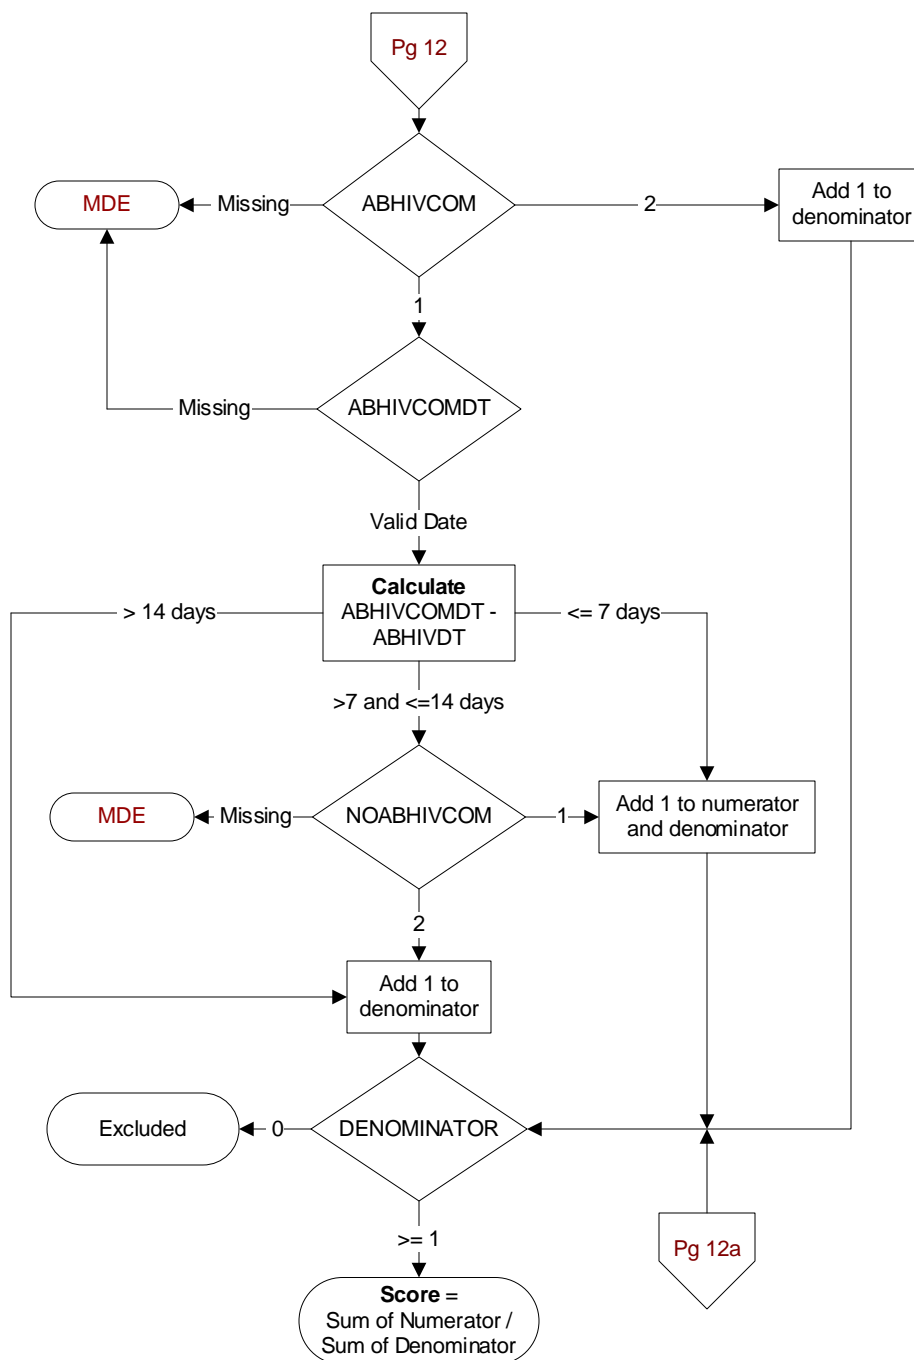 Pg 12
MDE
Missing
ABHIVCOM
2
Add 1 to
denominator
1
Missing
ABHIVCOMDT
Valid Date
> 14 days
Calculate
ABHIVCOMDT -
ABHIVDT
<= 7 days
>7 and <=14 days
MDE
Missing
NOABHIVCOM
1
Add 1 to numerator
and denominator
2
Add 1 to
denominator
Excluded
0
DENOMINATOR
>= 1
Pg 12a
Score =
Sum of Numerator /
Sum of Denominator